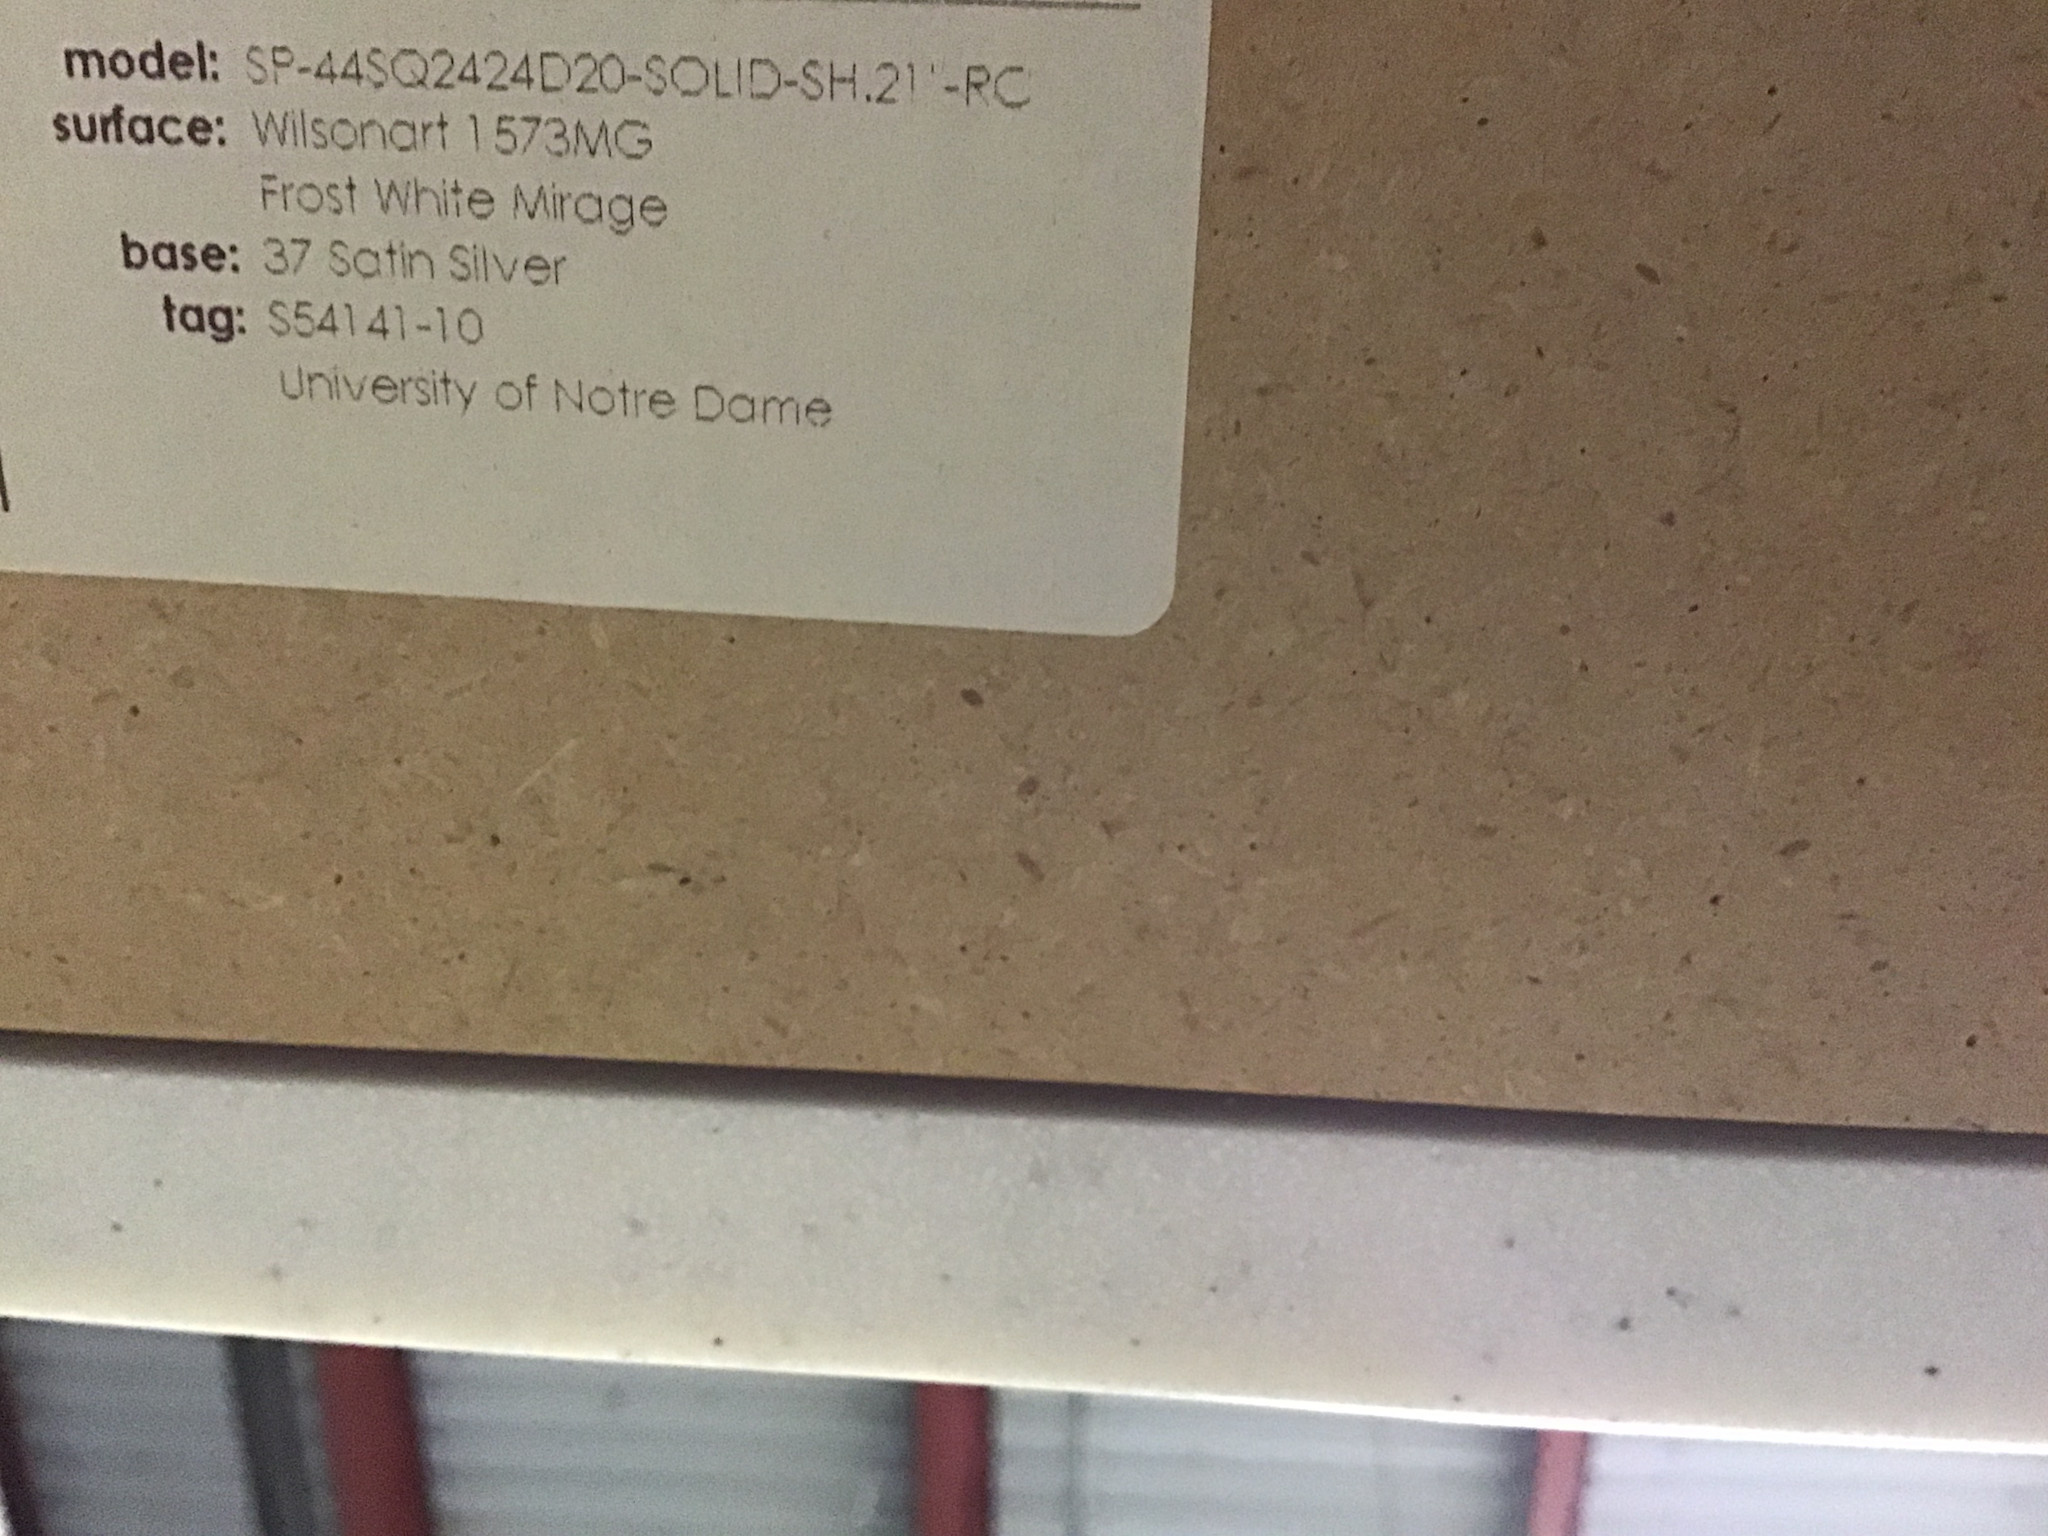 model: SP-44SQ2424D20-SOLID-SH.21"-RC
surface: Wilsonart 1573MG
Frost White Mirage
base: 37 Satin Silver
tag: S54141-10
University of Notre Dame